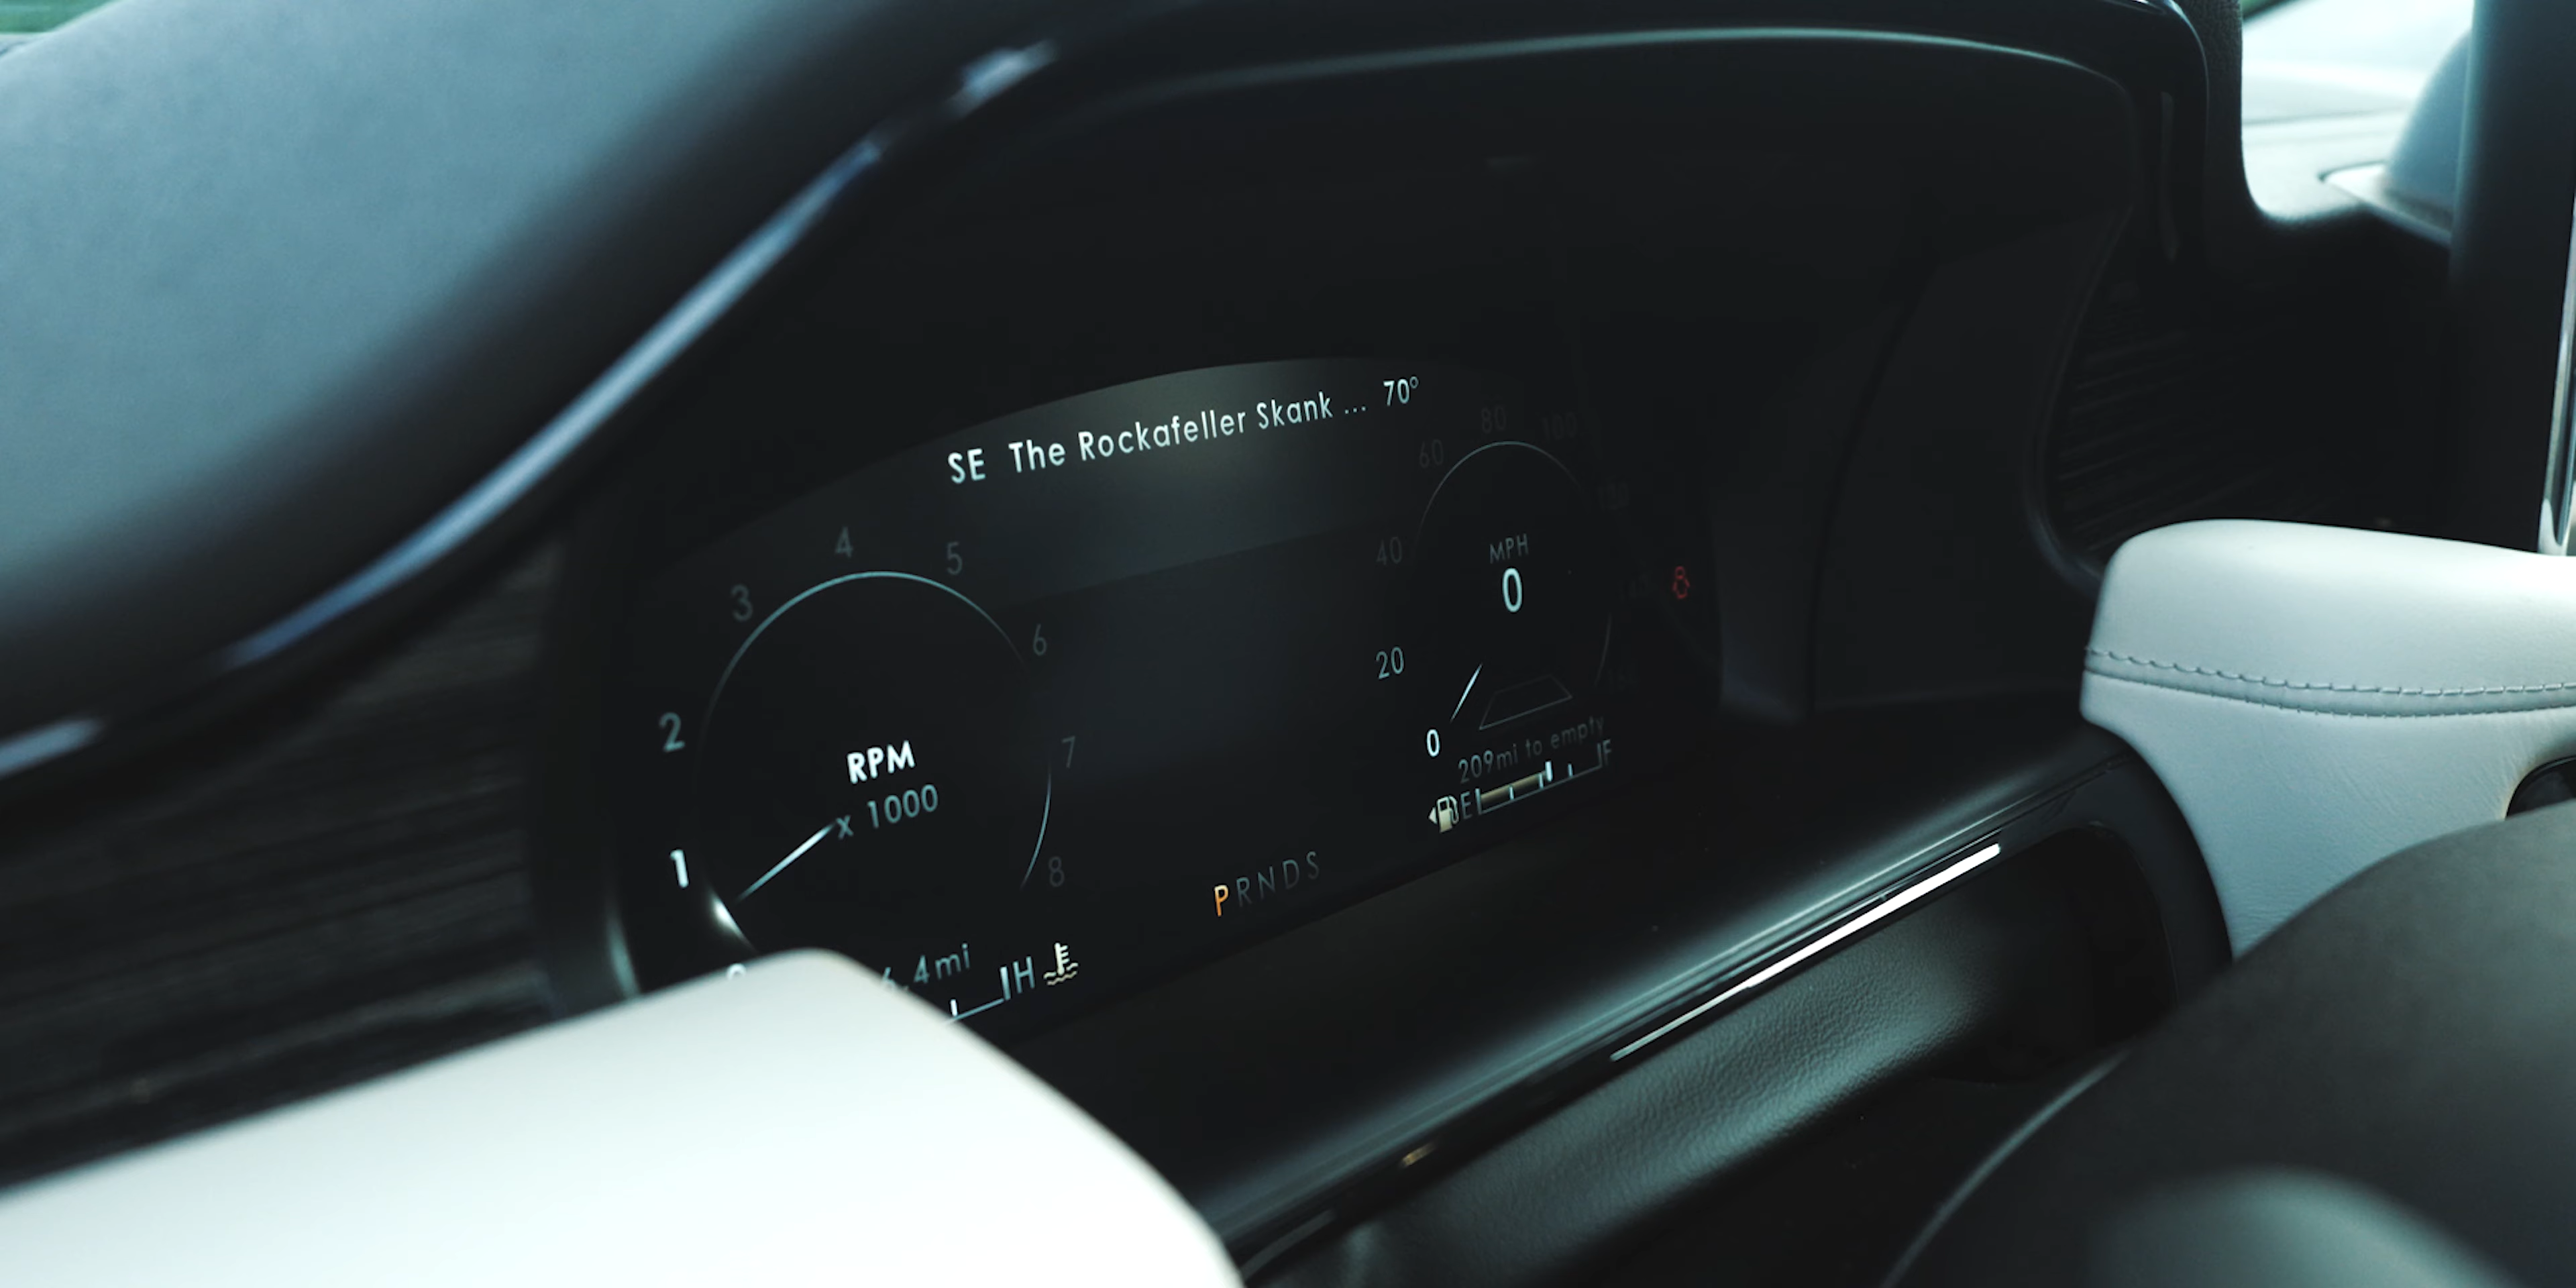 SE The Rockafeller Skank ... 70°
4
5
3
6
2
7
RPM
x 1000
1
8
80
100
60
40
MPH
0
20
0
209mi to empty
E F
PRNDS
.4mi
H